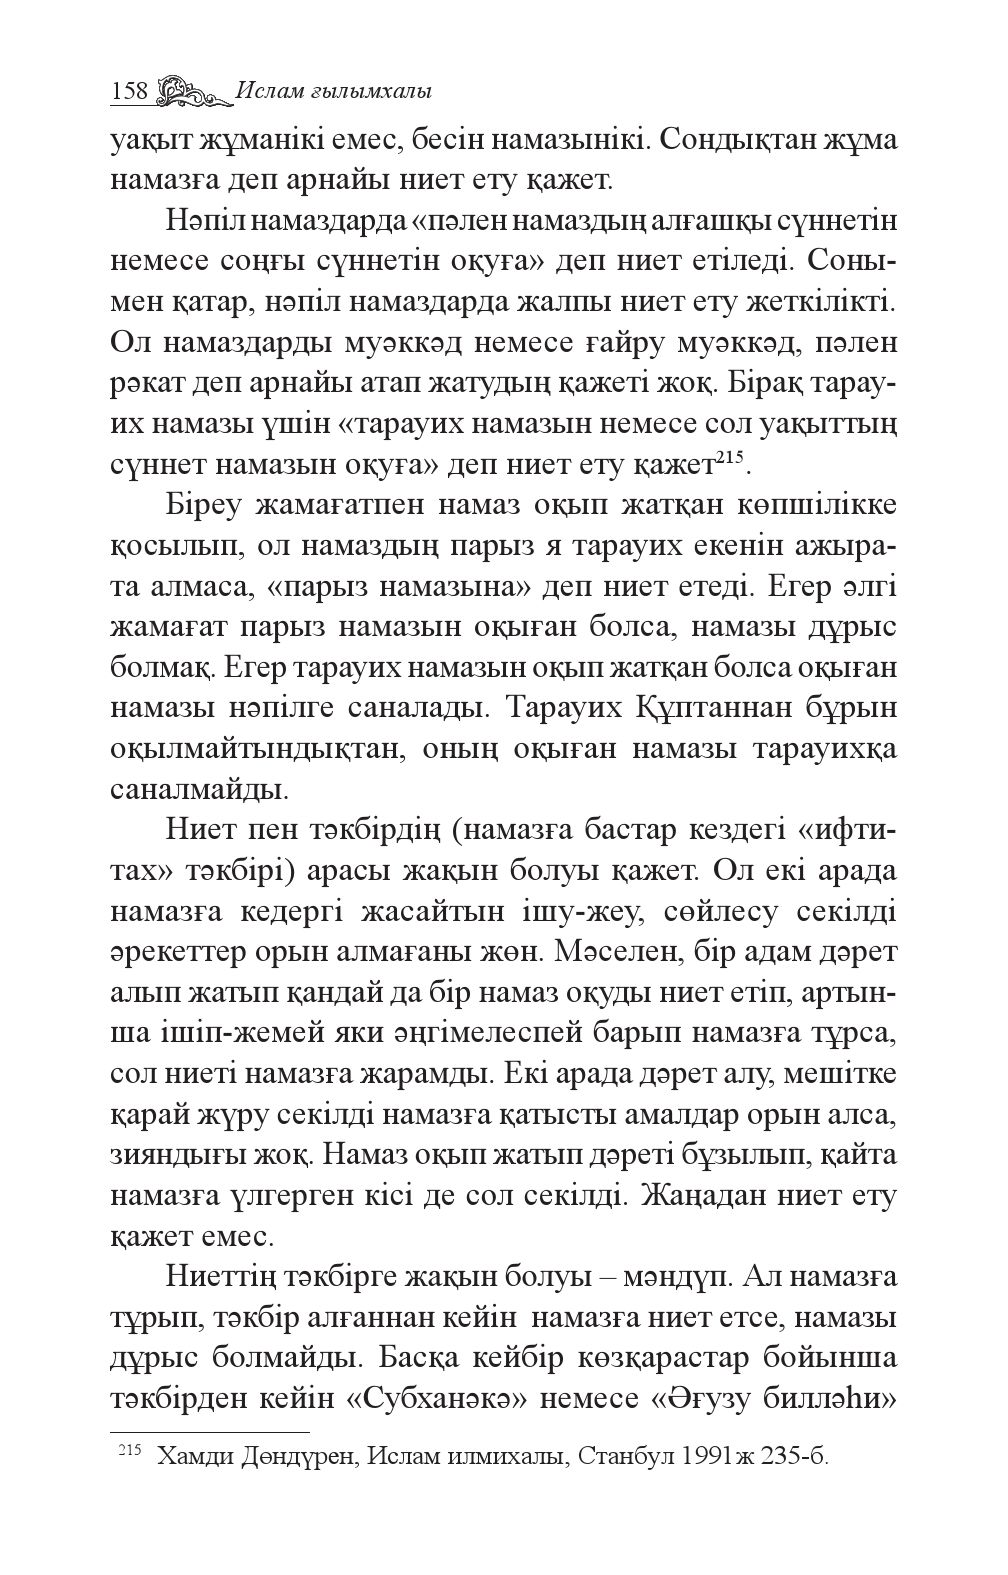 158 Ислам ғылымхалы
уақыт жұманікі емес, бесін намазынікі. Сондықтан жұма
намазға деп арнайы ниет ету қажет.
Нәпіл намаздарда «пәлен намаздың алғашқы сүннетін
немесе соңғы сүннетін оқуға» деп ниет етіледі. Соны-
мен қатар, нәпіл намаздарда жалпы ниет ету жеткілікті.
Ол намаздарды муәккәд немесе ғайру муәккәд, пәлен
рәкат деп арнайы атап жатудың қажеті жоқ. Бірақ тарау-
их намазы үшін «тарауих намазын немесе сол уақыттың
сүннет намазын оқуға» деп ниет ету қажет²¹⁵.
Біреу жамағатпен намаз оқып жатқан көпшілікке
қосылып, ол намаздың парыз я тарауих екенін ажыра-
та алмаса, «парыз намазына» деп ниет етеді. Егер әлгі
жамағат парыз намазын оқыған болса, намазы дұрыс
болмақ. Егер тарауих намазын оқып жатқан болса оқыған
намазы нәпілге саналады. Тарауих Құптаннан бұрын
оқылмайтындықтан, оның оқыған намазы тарауихқа
саналмайды.
Ниет пен тәкбірдің (намазға бастар кездегі «ифти-
тах» тәкбірі) арасы жақын болуы қажет. Ол екі арада
намазға кедергі жасайтын ішу-жеу, сөйлесу секілді
әрекеттер орын алмағаны жөн. Мәселен, бір адам дәрет
алып жатып қандай да бір намаз оқуды ниет етіп, артын-
ша ішіп-жемей яки әңгімелеспей барып намазға тұрса,
сол ниеті намазға жарамды. Екі арада дәрет алу, мешітке
қарай жүру секілді намазға қатысты амалдар орын алса,
зияндығы жоқ. Намаз оқып жатып дәреті бұзылып, қайта
намазға үлгерген кісі де сол секілді. Жаңадан ниет ету
қажет емес.
Ниеттің тәкбірге жақын болуы – мәндүп. Ал намазға
тұрып, тәкбір алғаннан кейін намазға ниет етсе, намазы
дұрыс болмайды. Басқа кейбір көзқарастар бойынша
тәкбірден кейін «Субханәкә» немесе «Әғузу билләһи»
²¹⁵ Хамди Дөндүрен, Ислам илмихалы, Станбул 1991ж 235-б.